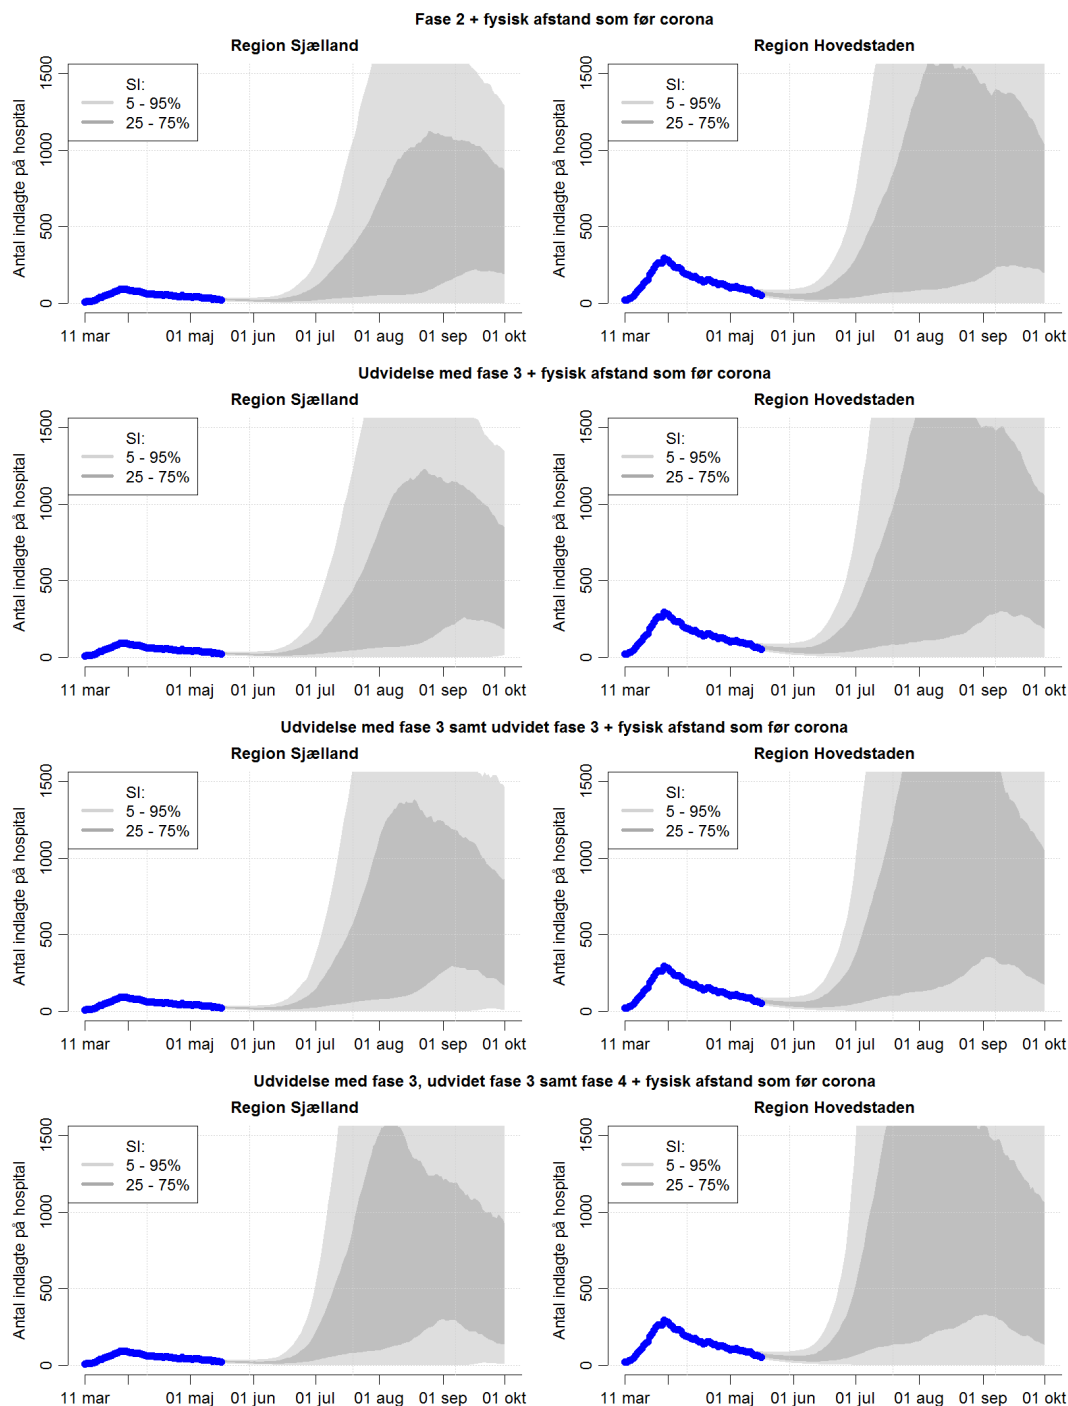 Fase 2 + fysisk afstand som før corona
Region Sjælland
Antal indlagte på hospital
1500
1000
500
0
SI:
5 - 95%
25 - 75%
11 mar 01 maj 01 jun 01 jul 01 aug 01 sep 01 okt
Region Hovedstaden
Antal indlagte på hospital
1500
1000
500
0
SI:
5 - 95%
25 - 75%
11 mar 01 maj 01 jun 01 jul 01 aug 01 sep 01 okt
Udvidelse med fase 3 + fysisk afstand som før corona
Region Sjælland
Antal indlagte på hospital
1500
1000
500
0
SI:
5 - 95%
25 - 75%
11 mar 01 maj 01 jun 01 jul 01 aug 01 sep 01 okt
Region Hovedstaden
Antal indlagte på hospital
1500
1000
500
0
SI:
5 - 95%
25 - 75%
11 mar 01 maj 01 jun 01 jul 01 aug 01 sep 01 okt
Udvidelse med fase 3 samt udvidet fase 3 + fysisk afstand som før corona
Region Sjælland
Antal indlagte på hospital
1500
1000
500
0
SI:
5 - 95%
25 - 75%
11 mar 01 maj 01 jun 01 jul 01 aug 01 sep 01 okt
Region Hovedstaden
Antal indlagte på hospital
1500
1000
500
0
SI:
5 - 95%
25 - 75%
11 mar 01 maj 01 jun 01 jul 01 aug 01 sep 01 okt
Udvidelse med fase 3, udvidet fase 3 samt fase 4 + fysisk afstand som før corona
Region Sjælland
Antal indlagte på hospital
1500
1000
500
0
SI:
5 - 95%
25 - 75%
11 mar 01 maj 01 jun 01 jul 01 aug 01 sep 01 okt
Region Hovedstaden
Antal indlagte på hospital
1500
1000
500
0
SI:
5 - 95%
25 - 75%
11 mar 01 maj 01 jun 01 jul 01 aug 01 sep 01 okt